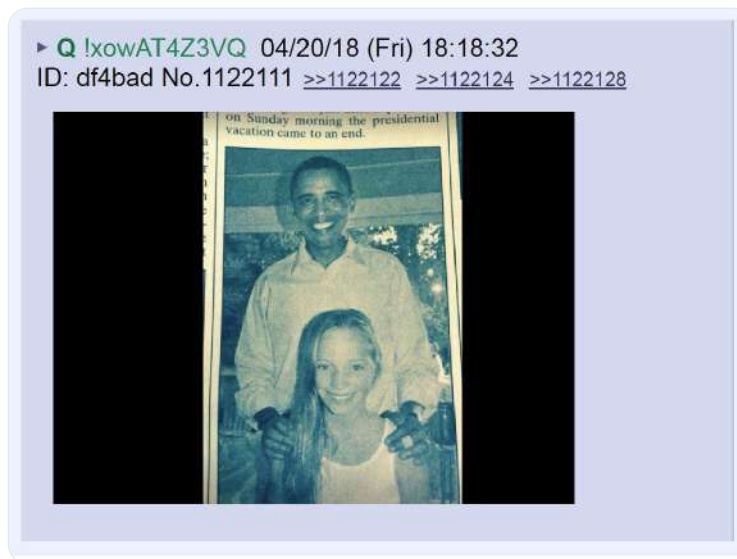 Q !xowAT4Z3VQ 04/20/18 (Fri) 18:18:32
ID: df4bad No.1122111 >>1122122 >>1122124 >>1122128
on Sunday morning the presidential
vacation came to an end.